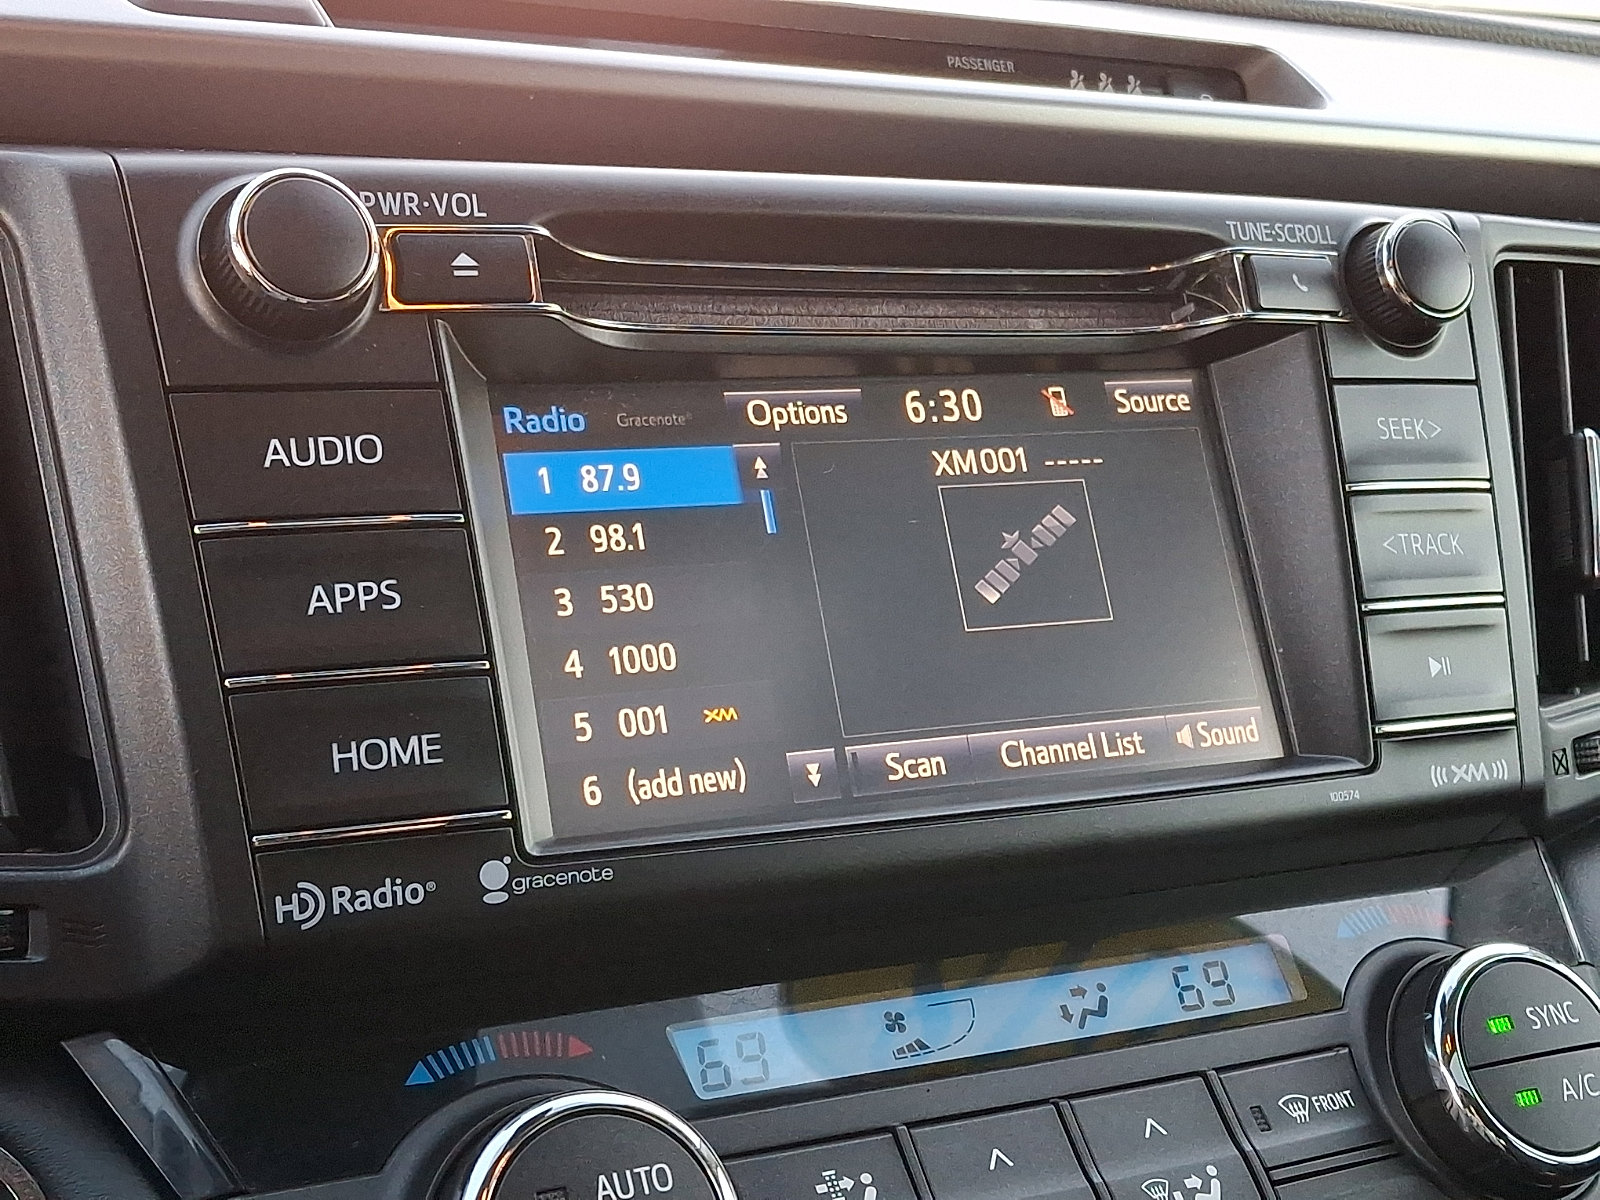 PASSENGER
PWR·VOL
TUNE·SCROLL
AUDIO
APPS
HOME
Radio Gracenote® Options 6:30 Source
1 87.9
2 98.1
3 530
4 1000
5 001 XM
6 (add new)
XM001 -----
Scan Channel List Sound
SEEK>
<TRACK
((( XM )))
100574
HD Radio®
gracenote
69 69
SYNC
A/C
FRONT
AUTO